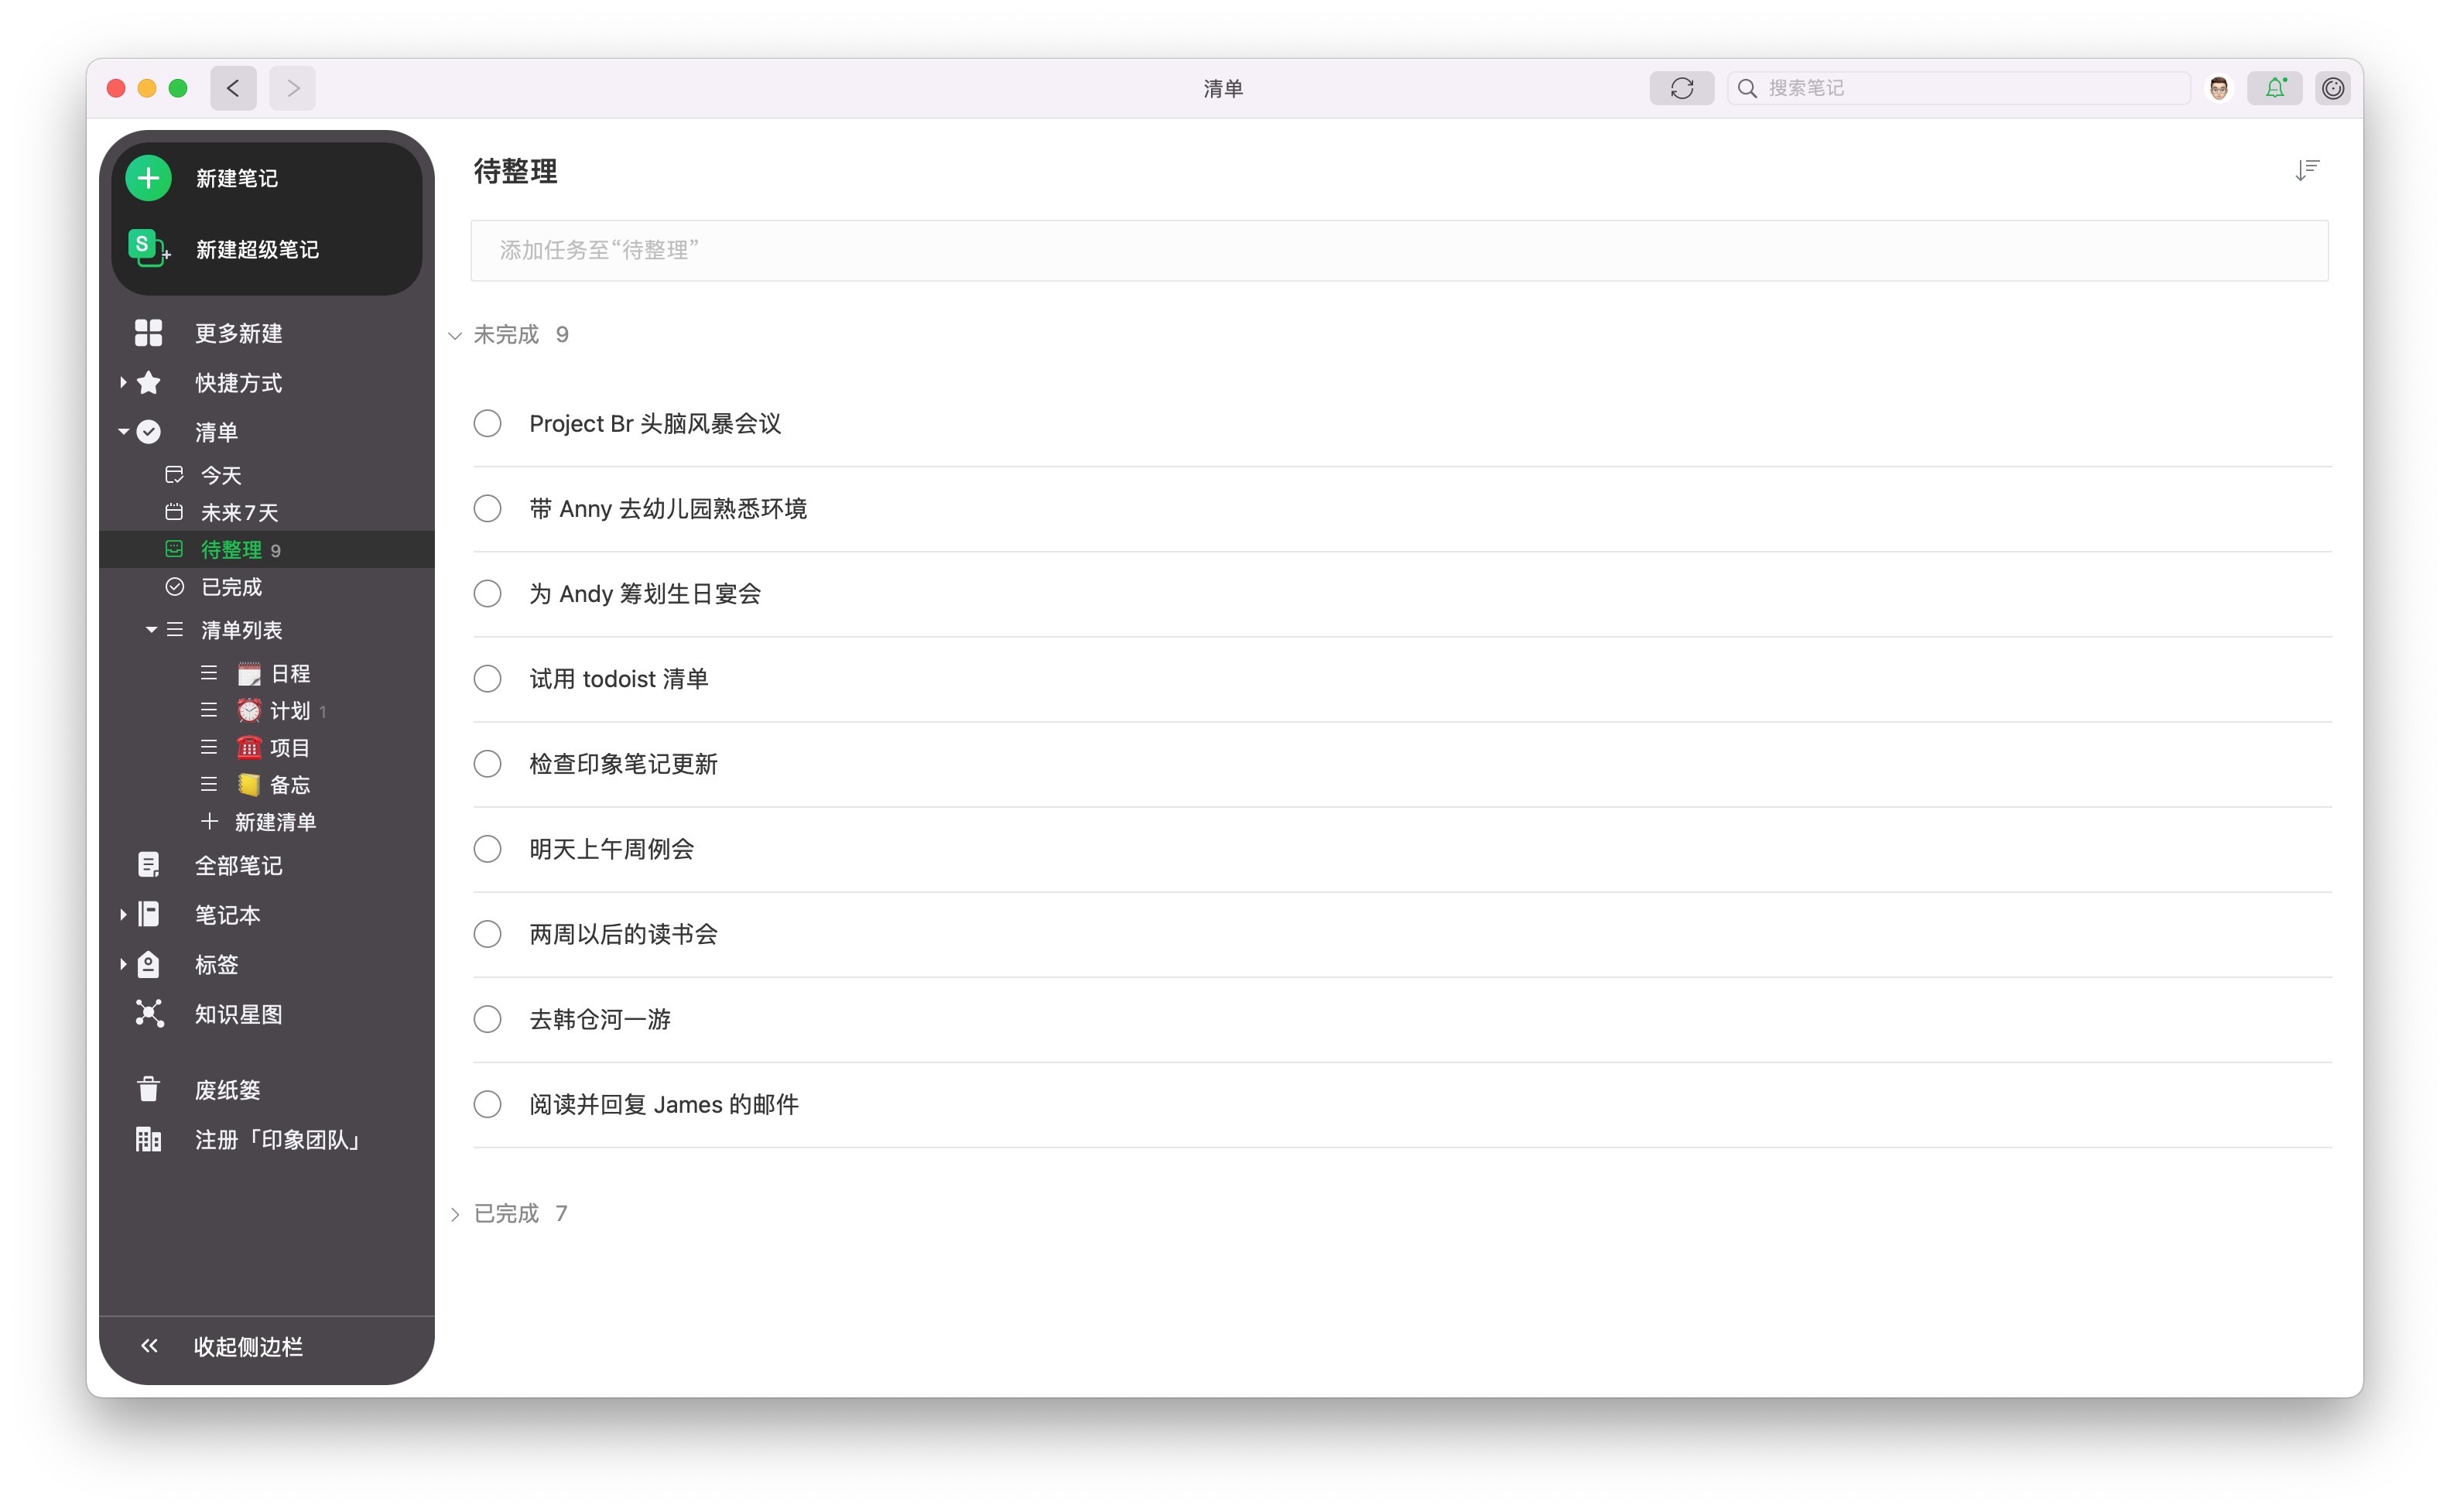 清单
搜索笔记
新建笔记
S
新建超级笔记
更多新建
快捷方式
清单
今天
未来7天
待整理 9
已完成
清单列表
日程
计划 1
项目
备忘
新建清单
全部笔记
笔记本
标签
知识星图
废纸篓
注册「印象团队」
收起侧边栏
待整理
添加任务至“待整理”
未完成 9
Project Br 头脑风暴会议
带 Anny 去幼儿园熟悉环境
为 Andy 筹划生日宴会
试用 todoist 清单
检查印象笔记更新
明天上午周例会
两周以后的读书会
去韩仓河一游
阅读并回复 James 的邮件
已完成 7